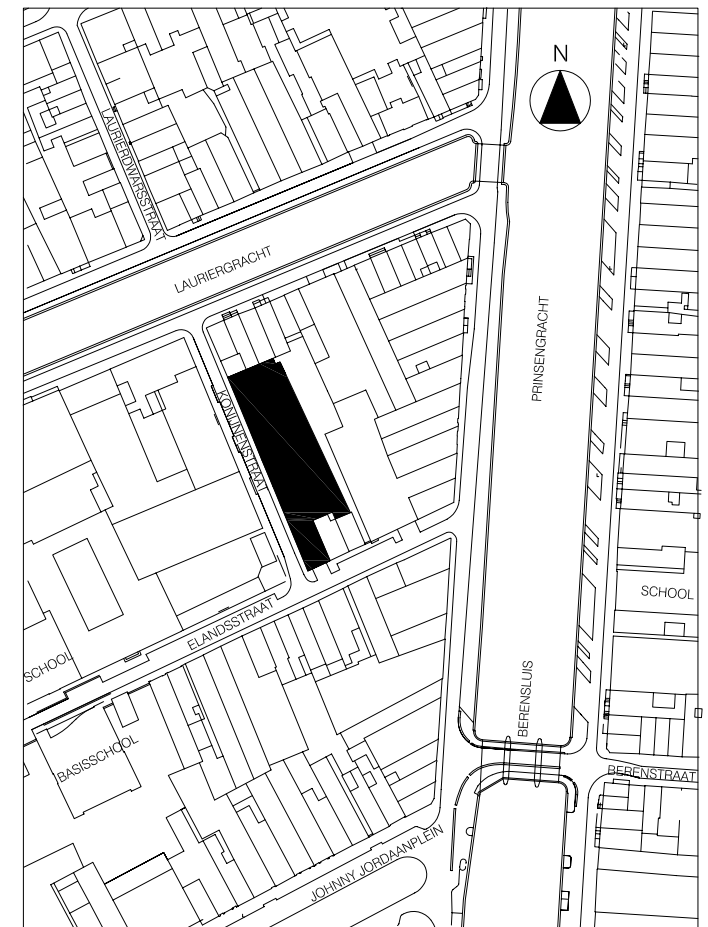 N
LAURIERDWARSSTRAAT
LAURIERGRACHT
PRINSENGRACHT
KONIJNENSTRAAT
SCHOOL
ELANDSSTRAAT
SCHOOL
BERENSLUIS
BASISSCHOOL
BERENSTRAAT
JOHNNY JORDAANPLEIN